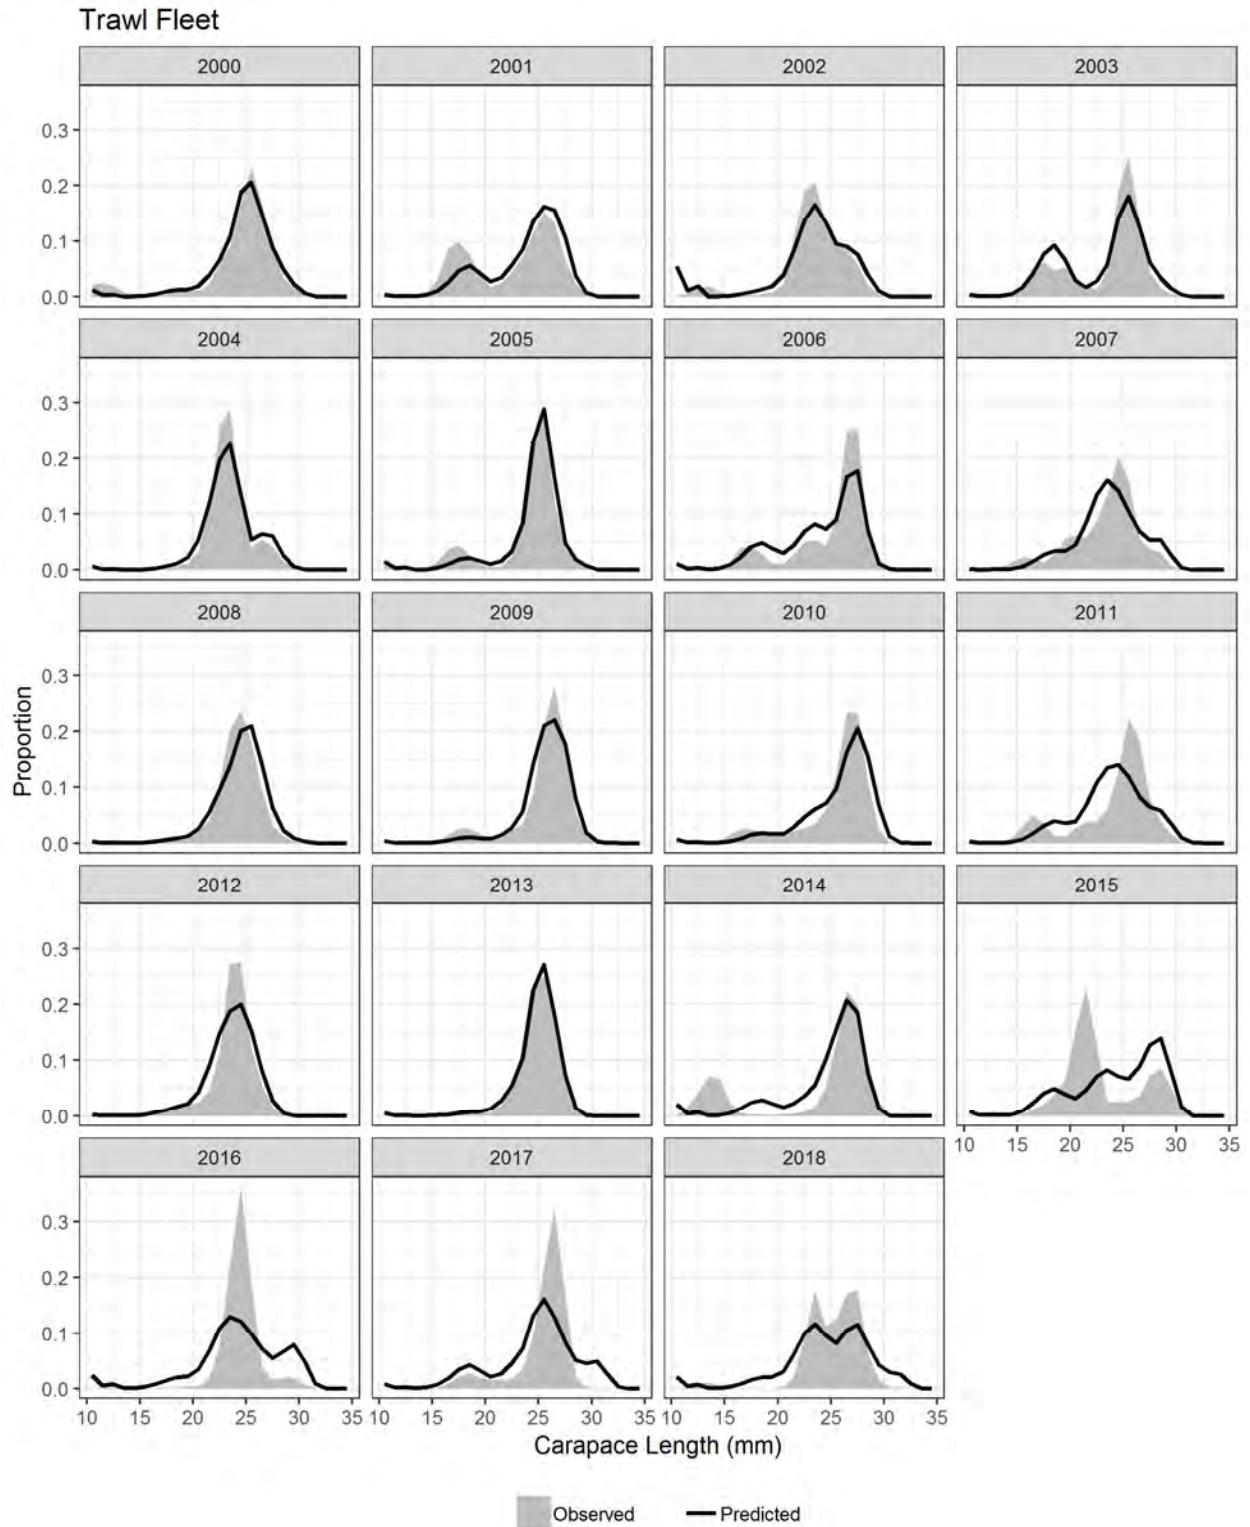 Trawl Fleet
2000 2001 2002 2003
0.3
0.2
0.1
0.0
2004 2005 2006 2007
0.3
0.2
0.1
0.0
2008 2009 2010 2011
0.3
0.2
0.1
0.0
Proportion
2012 2013 2014 2015
0.3
0.2
0.1
0.0
10 15 20 25 30 35
2016 2017 2018
0.3
0.2
0.1
0.0
10 15 20 25 30 35 10 15 20 25 30 35 10 15 20 25 30 35
Carapace Length (mm)
Observed Predicted